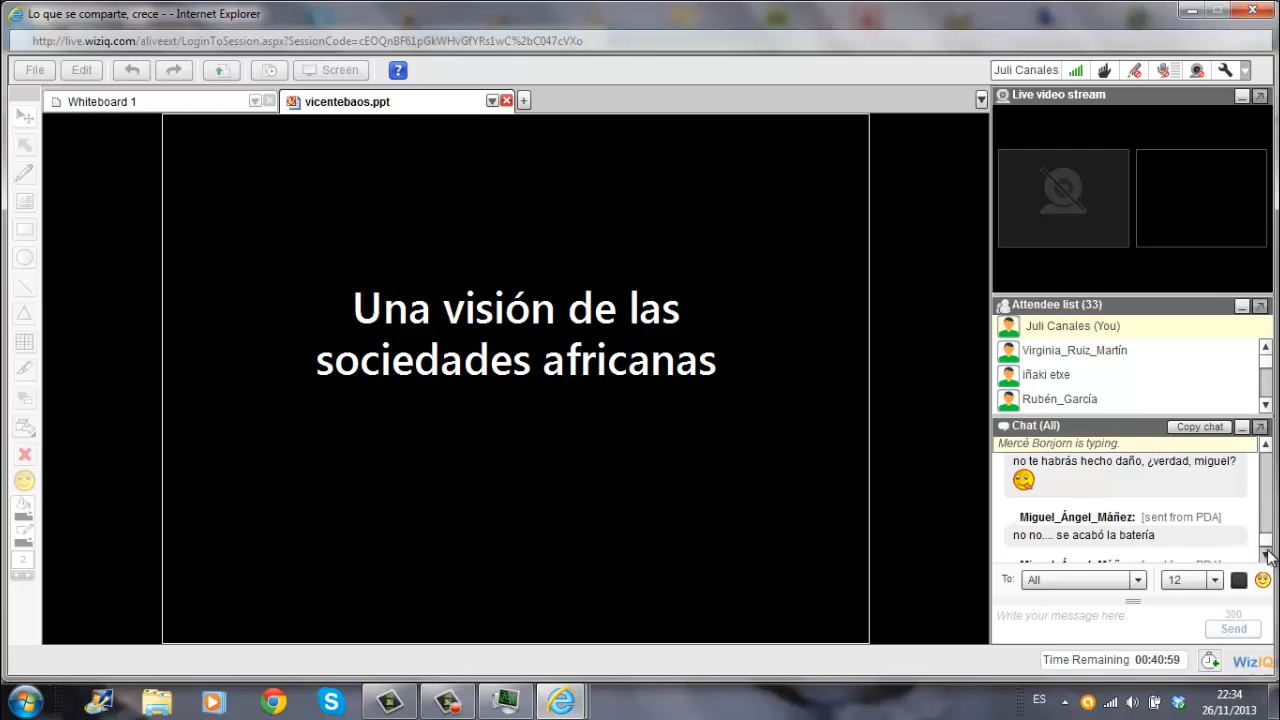 Lo que se comparte, crece - - Internet Explorer
http://live.wiziq.com/aliveext/LoginToSession.aspx?SessionCode=cEOQnBF61pGkWHvGfYRs1wC%2bC047cVXo
File Edit Screen ? Juli Canales
Whiteboard 1 vicentebaos.ppt
Live video stream
Una visión de las
sociedades africanas
Attendee list (33)
Juli Canales (You)
Virginia_Ruiz_Martín
iñaki etxe
Rubén_García
Chat (All) Copy chat
Mercè Bonjorn is typing.
no te habrás hecho daño, ¿verdad, miguel?
Miguel_Ángel_Máñez: [sent from PDA]
no no.... se acabó la batería
To: All 12
Write your message here. 300
Send
2
Time Remaining 00:40:59 WizIQ
ES 22:34
26/11/2013